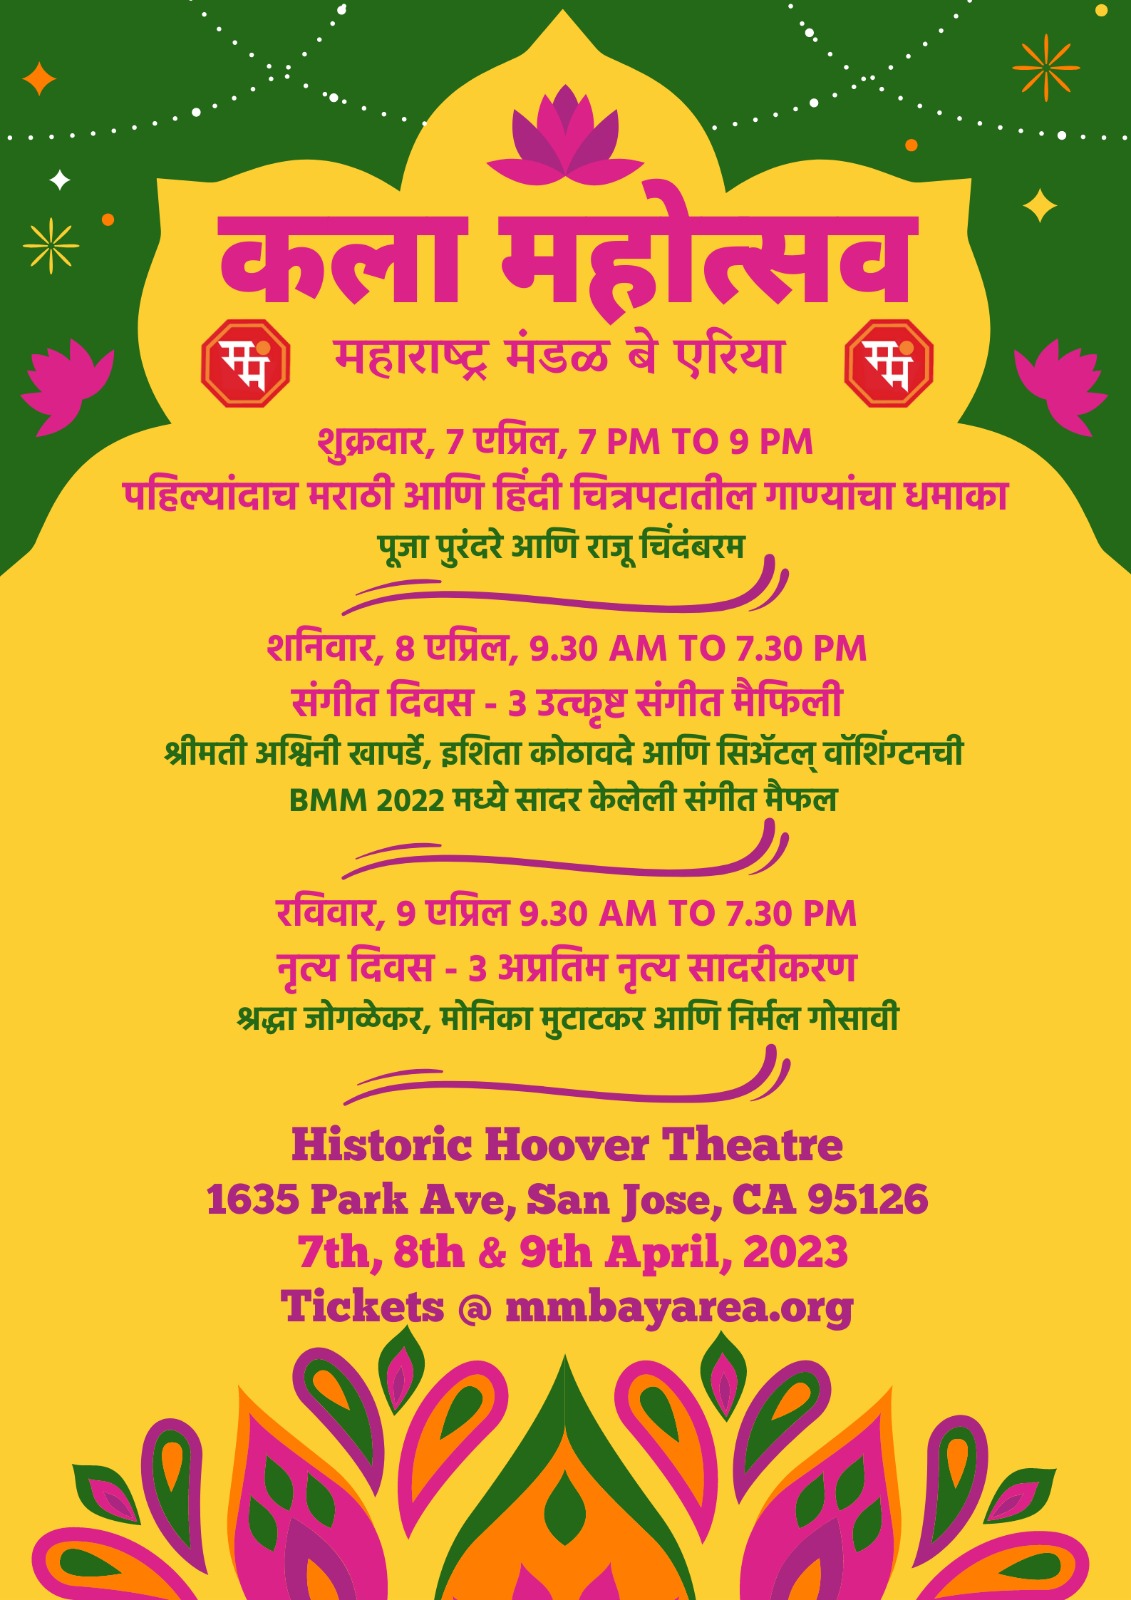 कला महोत्सव
म म
महाराष्ट्र मंडळ बे एरिया
म म
शुक्रवार, 7 एप्रिल, 7 PM TO 9 PM
पहिल्यांदाच मराठी आणि हिंदी चित्रपटातील गाण्यांचा धमाका
पूजा पुरंदरे आणि राजू चिंदंबरम
शनिवार, 8 एप्रिल, 9.30 AM TO 7.30 PM
संगीत दिवस - 3 उत्कृष्ट संगीत मैफिली
श्रीमती अश्विनी खापर्डे, इशिता कोठावदे आणि सिॲटल् वॉशिंग्टनची
BMM 2022 मध्ये सादर केलेली संगीत मैफल
रविवार, 9 एप्रिल 9.30 AM TO 7.30 PM
नृत्य दिवस - 3 अप्रतिम नृत्य सादरीकरण
श्रद्धा जोगळेकर, मोनिका मुटाटकर आणि निर्मल गोसावी
Historic Hoover Theatre
1635 Park Ave, San Jose, CA 95126
7th, 8th & 9th April, 2023
Tickets @ mmbayarea.org